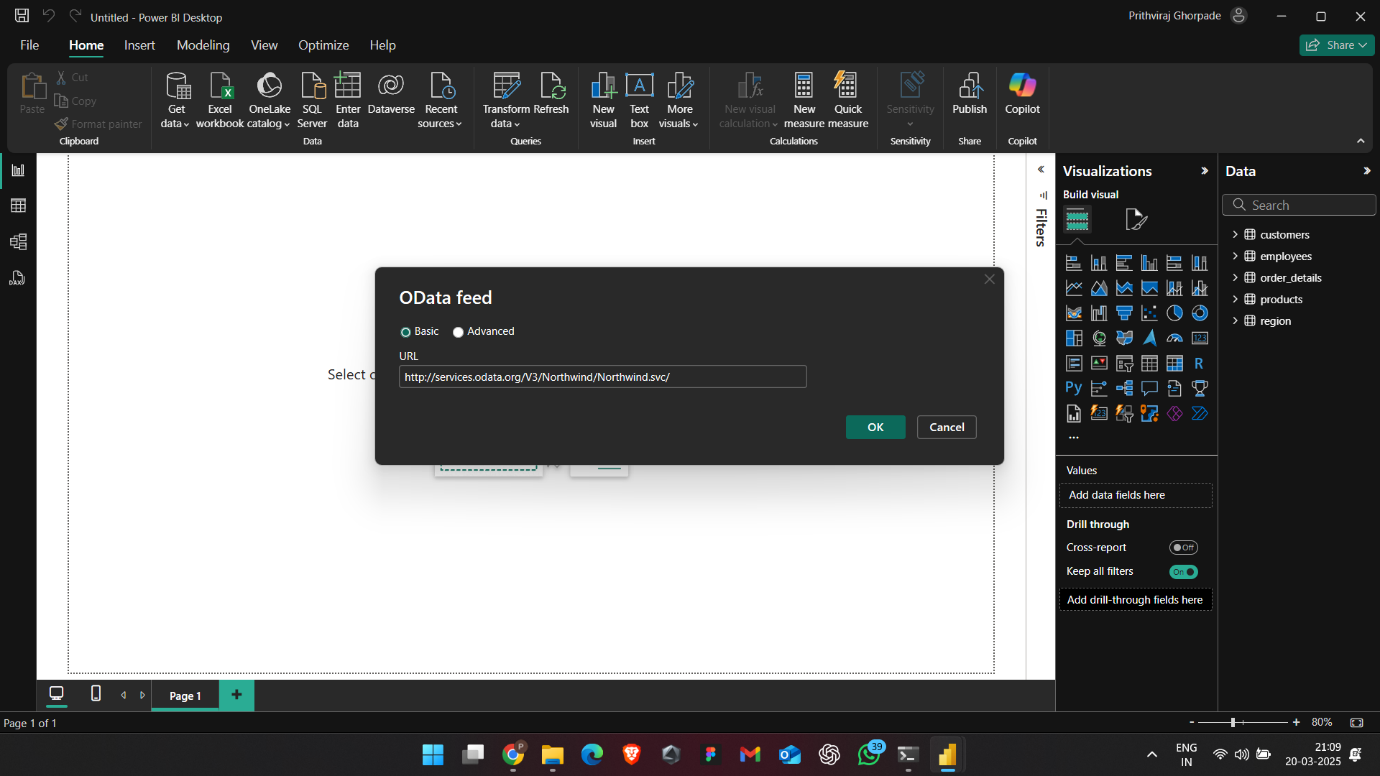 Untitled - Power BI Desktop
Prithviraj Ghorpade
File Home Insert Modeling View Optimize Help
Share
Paste
Cut
Copy
Format painter
Clipboard
Get data
Excel workbook
OneLake catalog
SQL Server
Enter data
Dataverse
Recent sources
Data
Transform data
Refresh
Queries
New visual
Text box
More visuals
Insert
New visual calculation
New measure
Quick measure
Calculations
Sensitivity
Sensitivity
Publish
Share
Copilot
Copilot
Select c
OData feed
Basic Advanced
URL
http://services.odata.org/V3/Northwind/Northwind.svc/
OK Cancel
Filters
Visualizations
Build visual
R
Py
123
...
Values
Add data fields here
Drill through
Cross-report Off
Keep all filters On
Add drill-through fields here
Data
Search
customers
employees
order_details
products
region
DAX
Page 1
Page 1 of 1
- + 80%
39
ENG
IN
21:09
20-03-2025